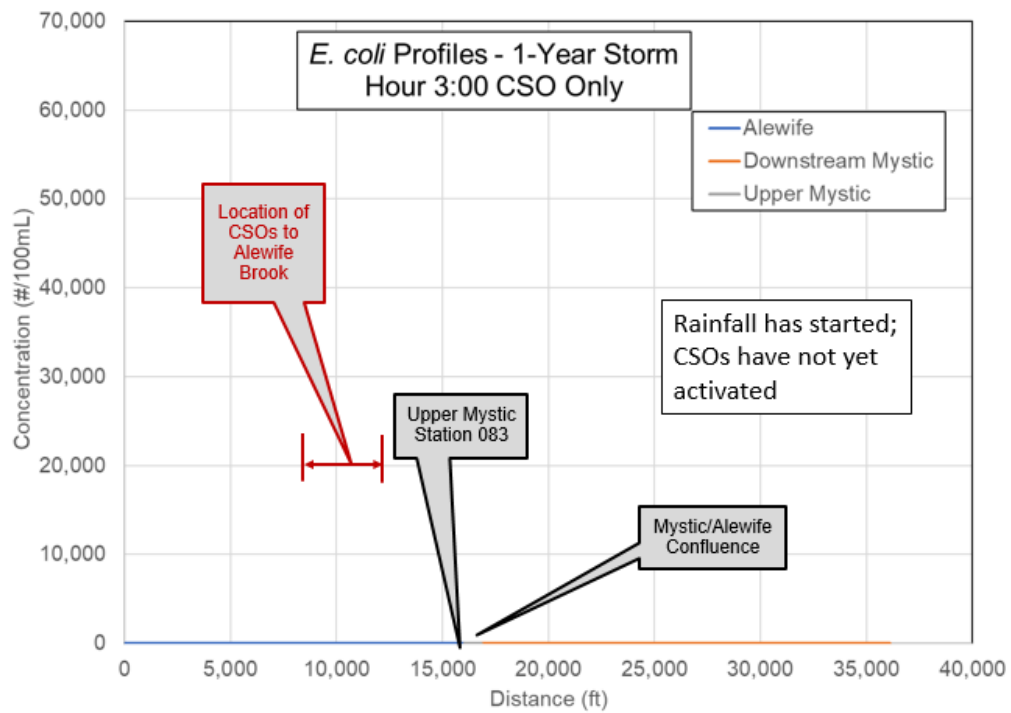 E. coli Profiles - 1-Year Storm
Hour 3:00 CSO Only
Alewife
Downstream Mystic
Upper Mystic
Location of
CSOs to
Alewife
Brook
Rainfall has started;
CSOs have not yet
activated
Upper Mystic
Station 083
Mystic/Alewife
Confluence
Concentration (#/100mL)
70,000
60,000
50,000
40,000
30,000
20,000
10,000
0
0 5,000 10,000 15,000 20,000 25,000 30,000 35,000 40,000
Distance (ft)